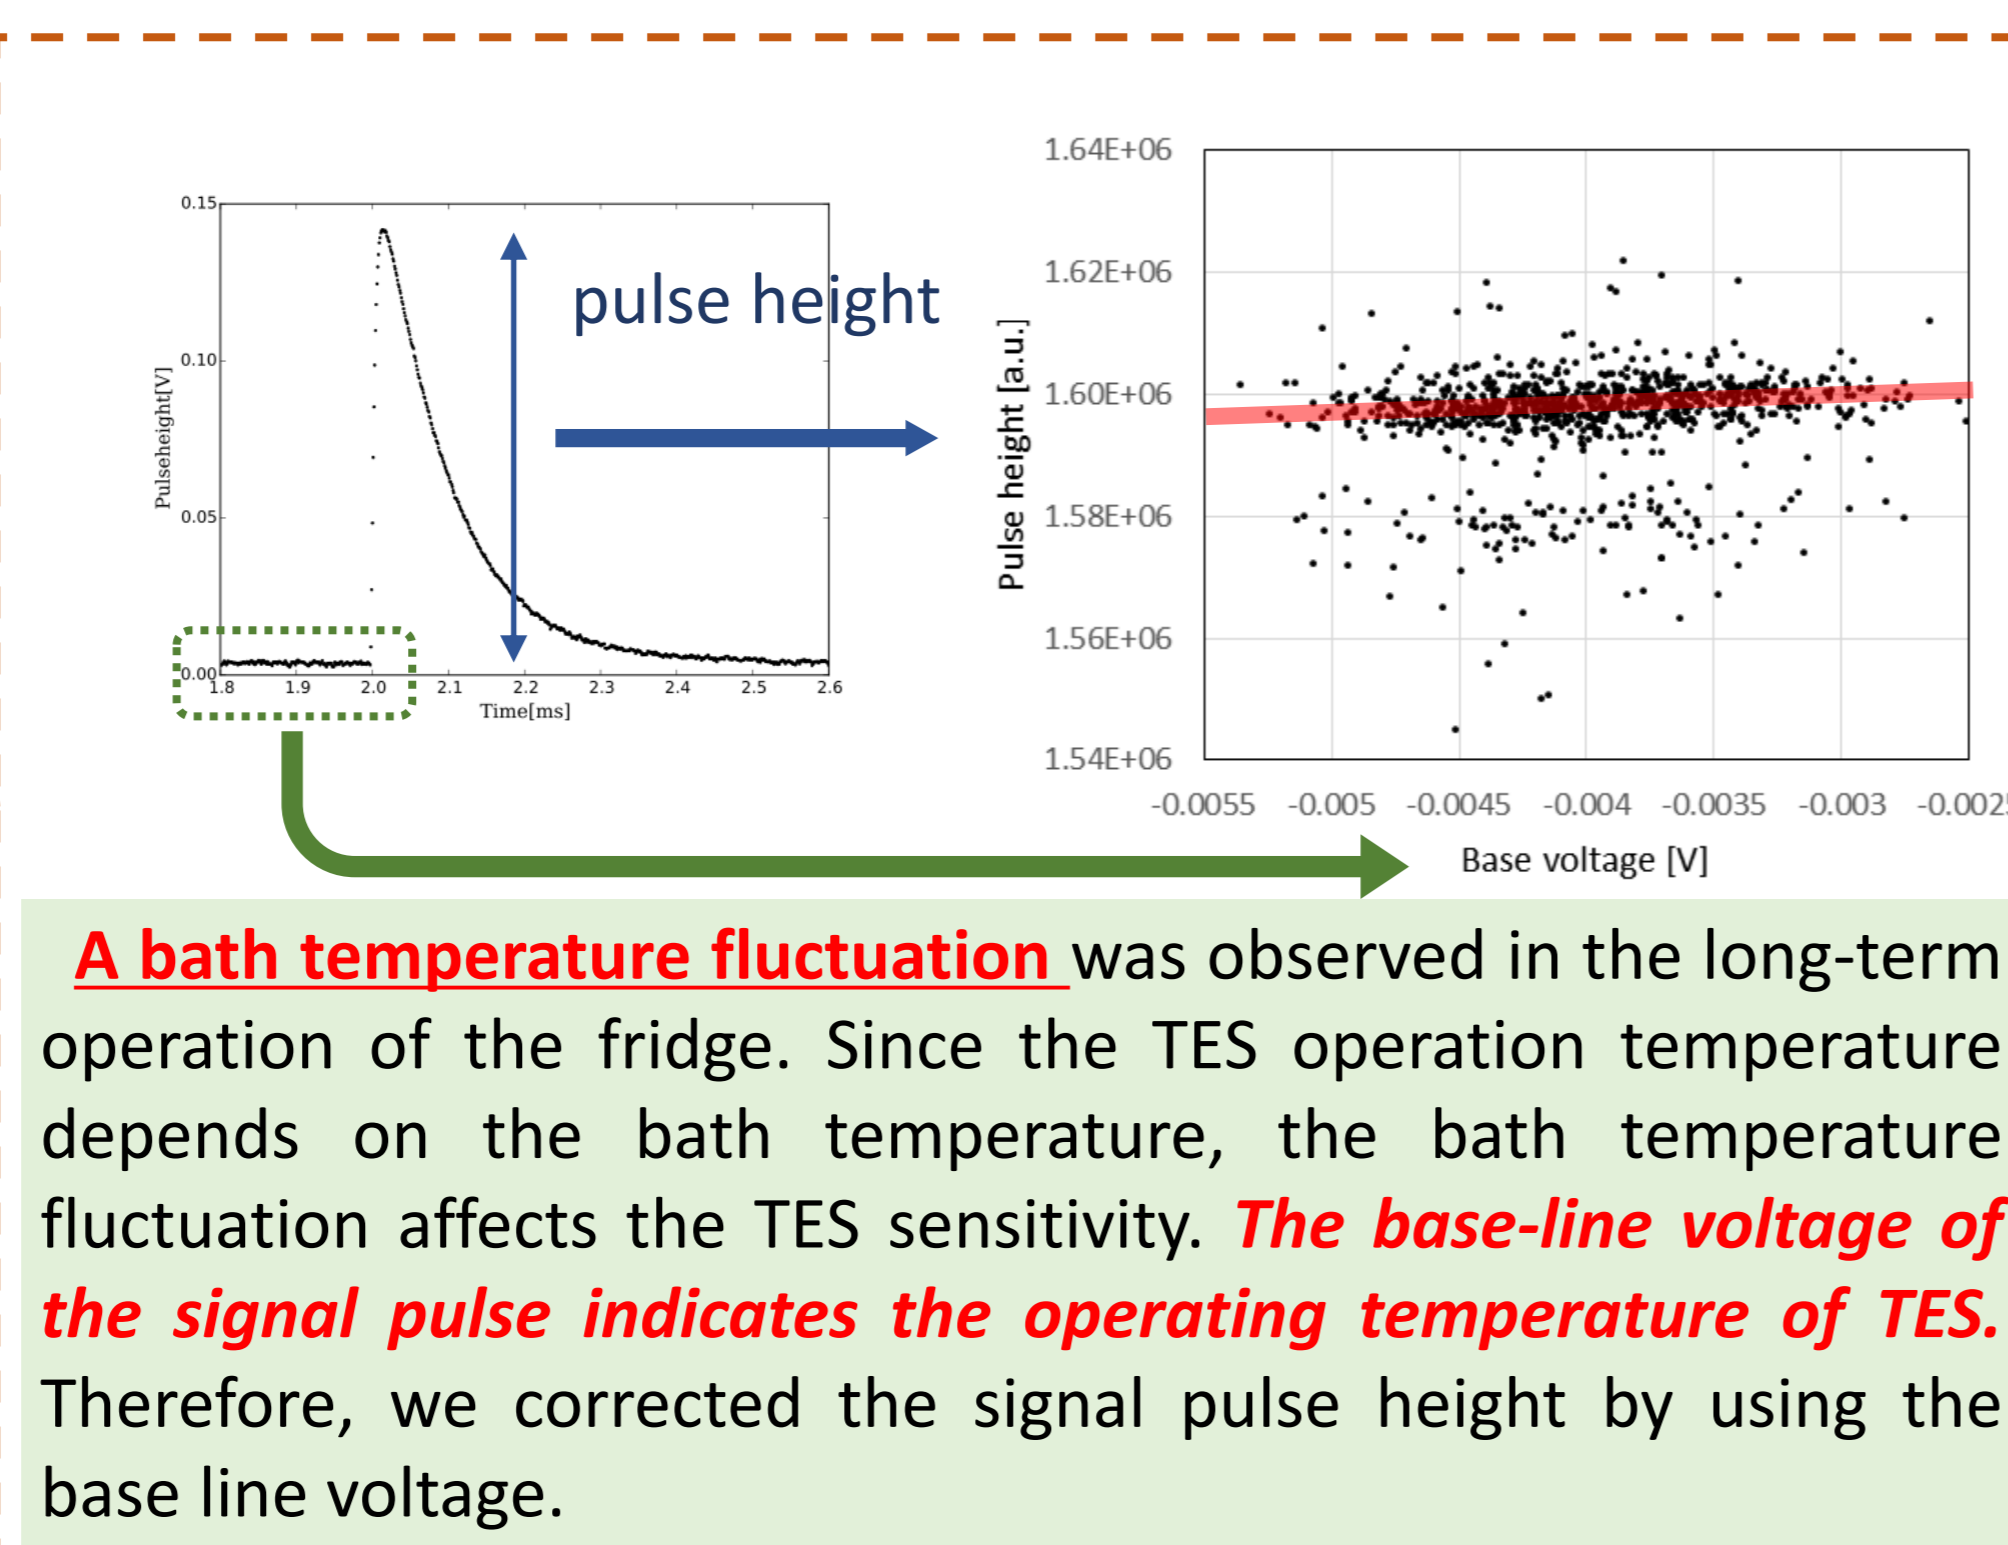 0.15
0.10
0.05
0.00
Pulseheight[V]
1.8 1.9 2.0 2.1 2.2 2.3 2.4 2.5 2.6
Time[ms]
pulse height
1.64E+06
1.62E+06
1.60E+06
1.58E+06
1.56E+06
1.54E+06
Pulse height [a.u.]
-0.0055 -0.005 -0.0045 -0.004 -0.0035 -0.003 -0.002
Base voltage [V]
A bath temperature fluctuation was observed in the long-term
operation of the fridge. Since the TES operation temperature
depends on the bath temperature, the bath temperature
fluctuation affects the TES sensitivity. The base-line voltage of
the signal pulse indicates the operating temperature of TES.
Therefore, we corrected the signal pulse height by using the
base line voltage.